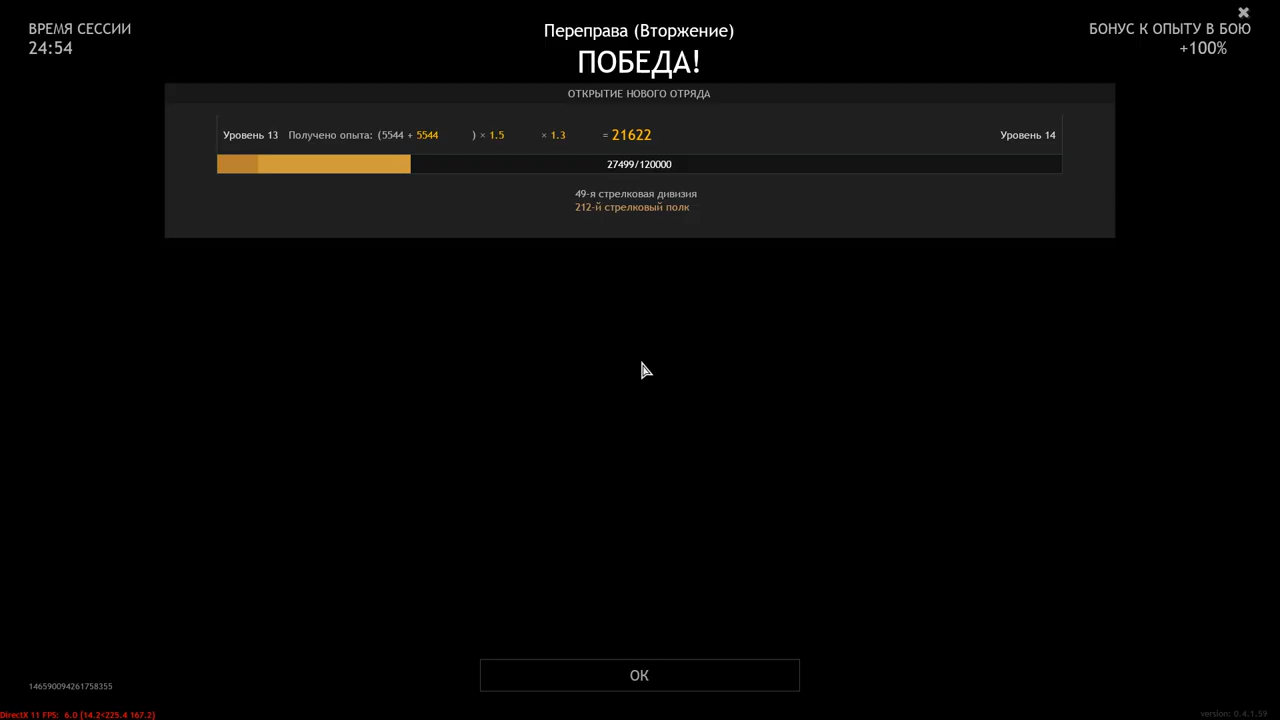 ВРЕМЯ СЕССИИ
24:54
Переправа (Вторжение)
ПОБЕДА!
БОНУС К ОПЫТУ В БОЮ
+100%
ОТКРЫТИЕ НОВОГО ОТРЯДА
Уровень 13 Получено опыта: (5544 + 5544 ) × 1.5 × 1.3 = 21622 Уровень 14
27499/120000
49-я стрелковая дивизия
212-й стрелковый полк
ОК
146590094261758355
DirectX 11 FPS: 6.0 (14.2<225.4 167.2)
version: 0.4.1.59